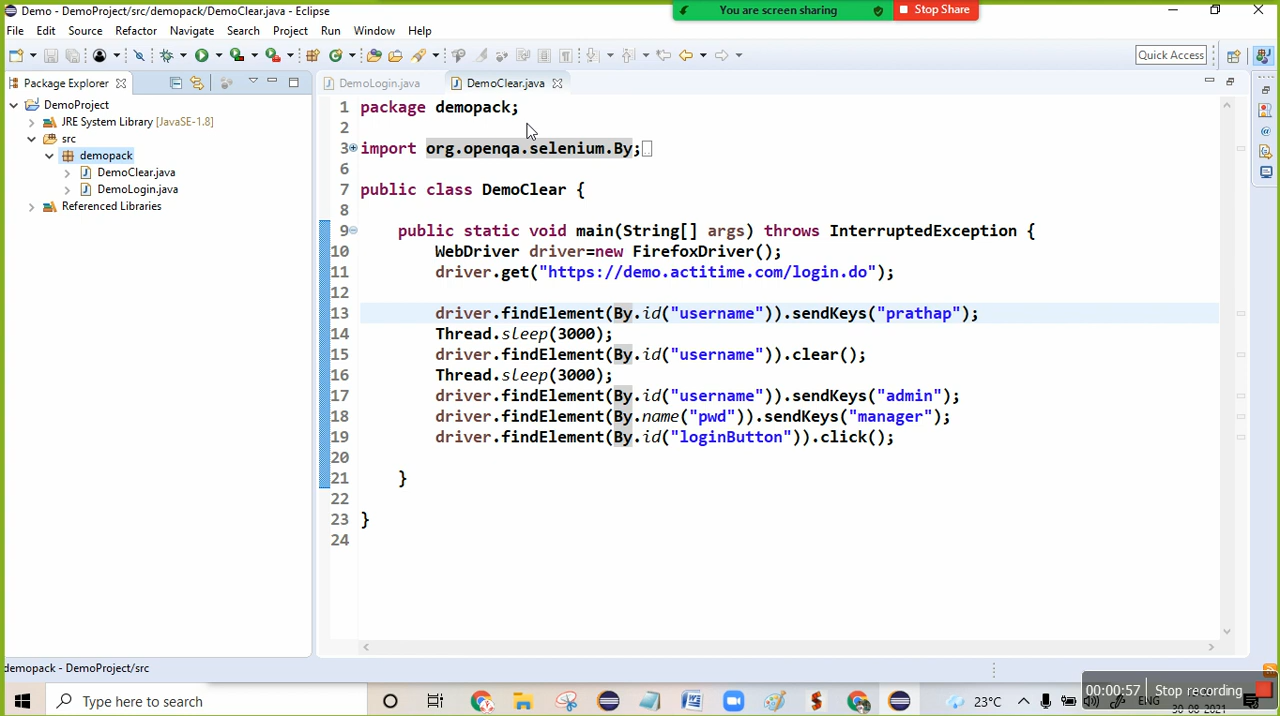 Demo - DemoProject/src/demopack/DemoClear.java - Eclipse
You are screen sharing
Stop Share
File Edit Source Refactor Navigate Search Project Run Window Help
Quick Access
Package Explorer
DemoLogin.java
DemoClear.java
DemoProject
JRE System Library [JavaSE-1.8]
src
demopack
DemoClear.java
DemoLogin.java
Referenced Libraries
1 package demopack;
2
3 import org.openqa.selenium.By;
6
7 public class DemoClear {
8
9 public static void main(String[] args) throws InterruptedException {
10 WebDriver driver=new FirefoxDriver();
11 driver.get("https://demo.actitime.com/login.do");
12
13 driver.findElement(By.id("username")).sendKeys("prathap");
14 Thread.sleep(3000);
15 driver.findElement(By.id("username")).clear();
16 Thread.sleep(3000);
17 driver.findElement(By.id("username")).sendKeys("admin");
18 driver.findElement(By.name("pwd")).sendKeys("manager");
19 driver.findElement(By.id("loginButton")).click();
20
21 }
22
23 }
24
demopack - DemoProject/src
00:00:57 Stop recording
Type here to search
22°C
ENG
30-08-2021